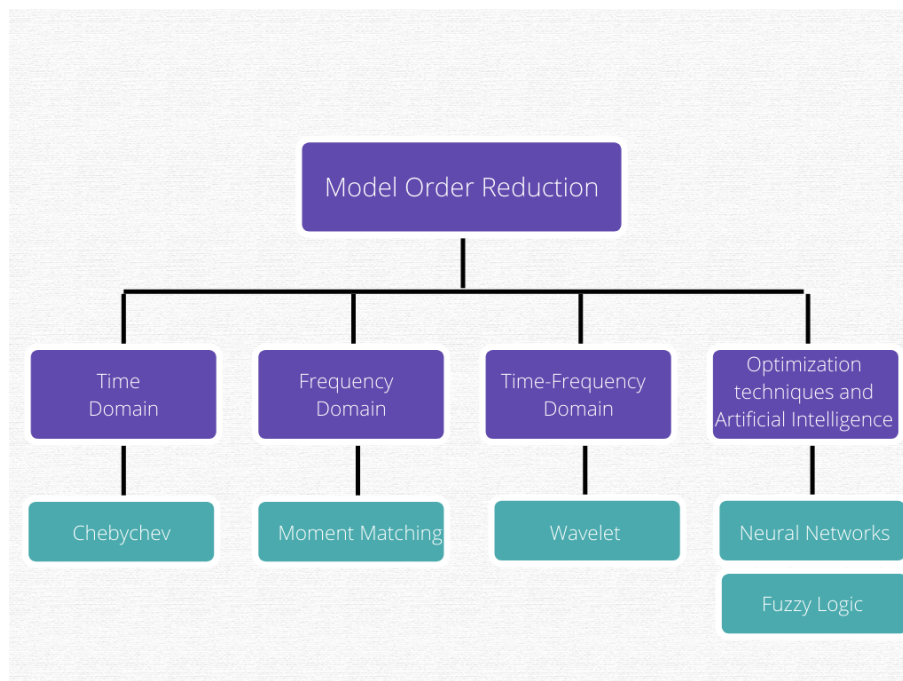 Model Order Reduction
Time
Domain
Frequency
Domain
Time-Frequency
Domain
Optimization
techniques and
Artificial Intelligence
Chebychev
Moment Matching
Wavelet
Neural Networks
Fuzzy Logic